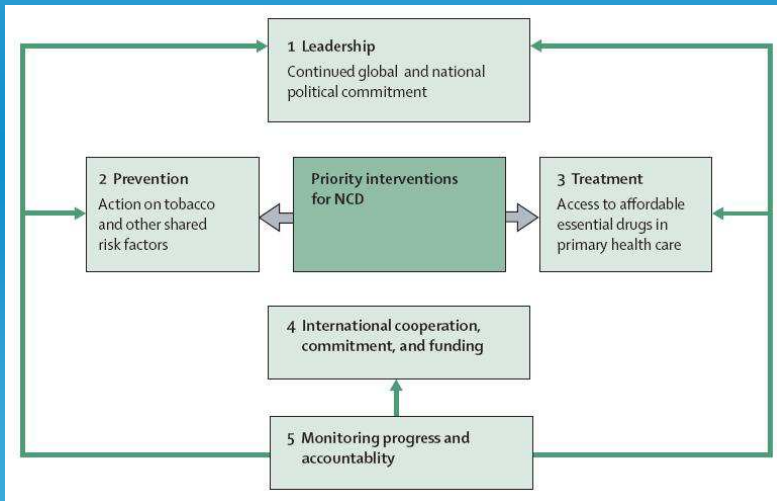 1 Leadership
Continued global and national
political commitment
2 Prevention
Action on tobacco
and other shared
risk factors
Priority interventions
for NCD
3 Treatment
Access to affordable
essential drugs in
primary health care
4 International cooperation,
commitment, and funding
5 Monitoring progress and
accountablity